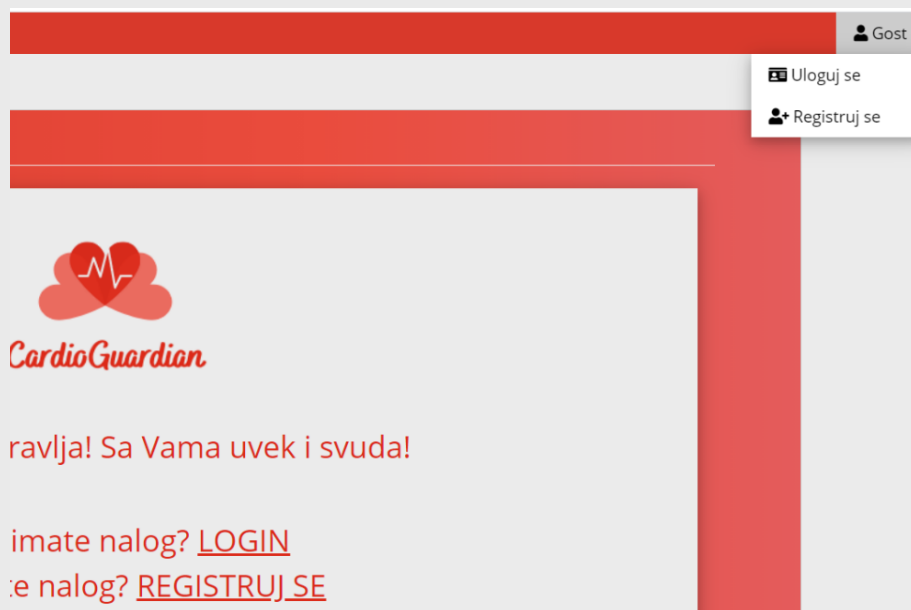 Gost
Uloguj se
Registruj se
CardioGuardian
ravlja! Sa Vama uvek i svuda!
imate nalog? LOGIN
te nalog? REGISTRUJ SE